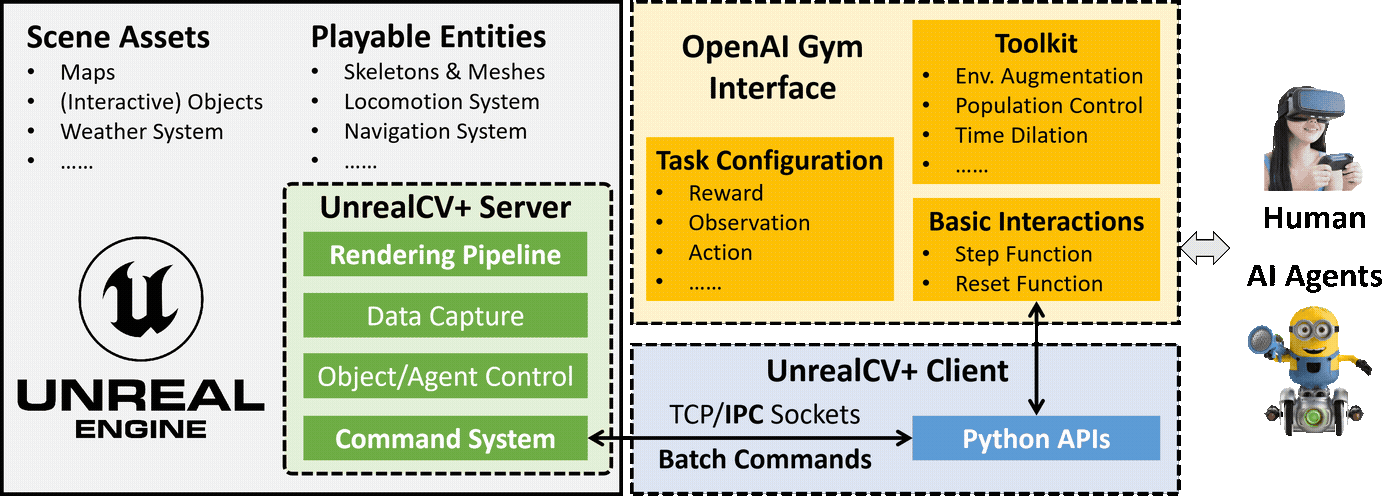 Scene Assets
• Maps
• (Interactive) Objects
• Weather System
• ......
Playable Entities
• Skeletons & Meshes
• Locomotion System
• Navigation System
• ......
UNREAL
ENGINE
UnrealCV+ Server
Rendering Pipeline
Data Capture
Object/Agent Control
Command System
OpenAI Gym
Interface
Task Configuration
• Reward
• Observation
• Action
• ......
Toolkit
• Env. Augmentation
• Population Control
• Time Dilation
• ......
Basic Interactions
• Step Function
• Reset Function
UnrealCV+ Client
TCP/IPC Sockets
Batch Commands
Python APIs
Human
AI Agents